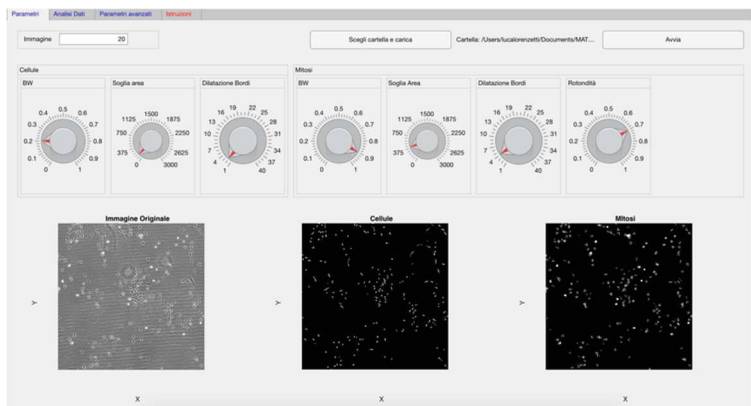 Parametri Analisi Dati Parametri avanzati Istruzioni
Immagine 20 Scegli cartella e carica Cartella: /Users/lucalorenzetti/Documents/MAT.... Avvia
Cellule Mitosi
BW Soglia area Dilatazione Bordi BW Soglia Area Dilatazione Bordi Rotondità
0 0.1 0.2 0.3 0.4 0.5 0.6 0.7 0.8 0.9 1
0 375 750 1125 1500 1875 2250 2625 3000
1 4 7 10 13 16 19 22 25 28 31 34 37 40
0 0.1 0.2 0.3 0.4 0.5 0.6 0.7 0.8 0.9 1
0 375 750 1125 1500 1875 2250 2625 3000
1 4 7 10 13 16 19 22 25 28 31 34 37 40
0 0.1 0.2 0.3 0.4 0.5 0.6 0.7 0.8 0.9 1
Immagine Originale Cellule Mitosi
Y Y Y
X X X